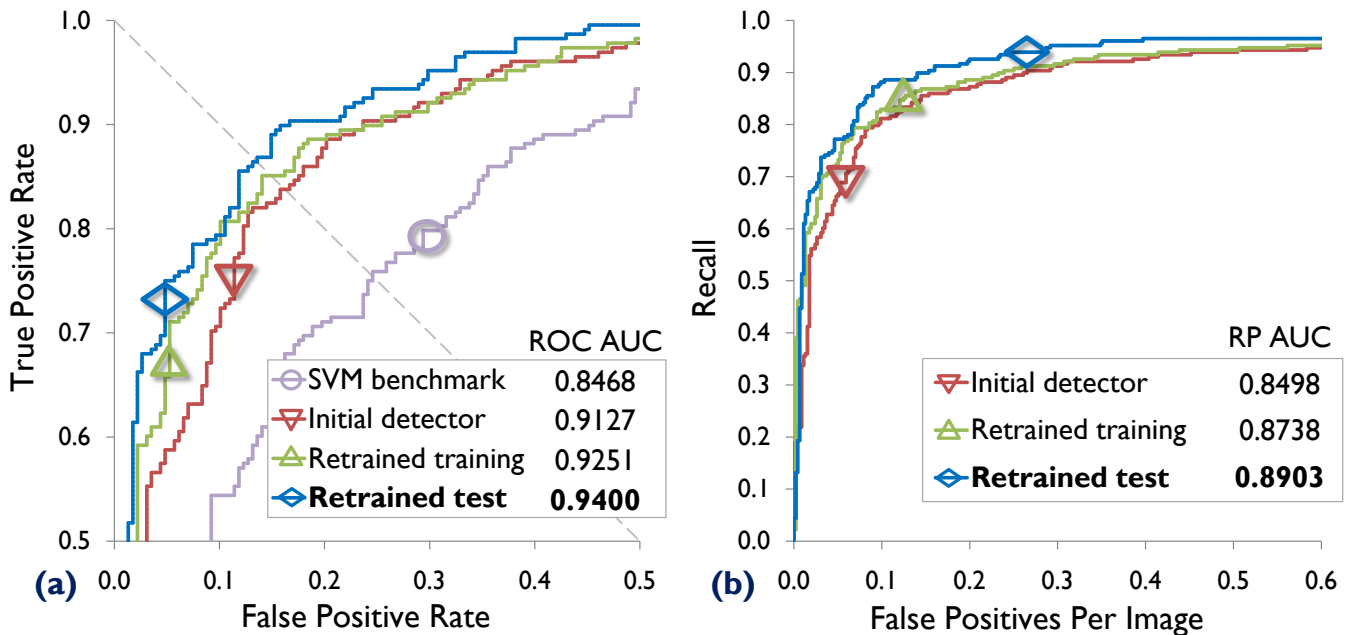 True Positive Rate
1.0
0.9
0.8
0.7
0.6
0.5
0.0
0.1
0.2
0.3
0.4
0.5
False Positive Rate
(a)
ROC AUC
SVM benchmark 0.8468
Initial detector 0.9127
Retrained training 0.9251
Retrained test 0.9400
Recall
1.0
0.9
0.8
0.7
0.6
0.5
0.4
0.3
0.2
0.1
0.0
0.0
0.1
0.2
0.3
0.4
0.5
0.6
False Positives Per Image
(b)
RP AUC
Initial detector 0.8498
Retrained training 0.8738
Retrained test 0.8903